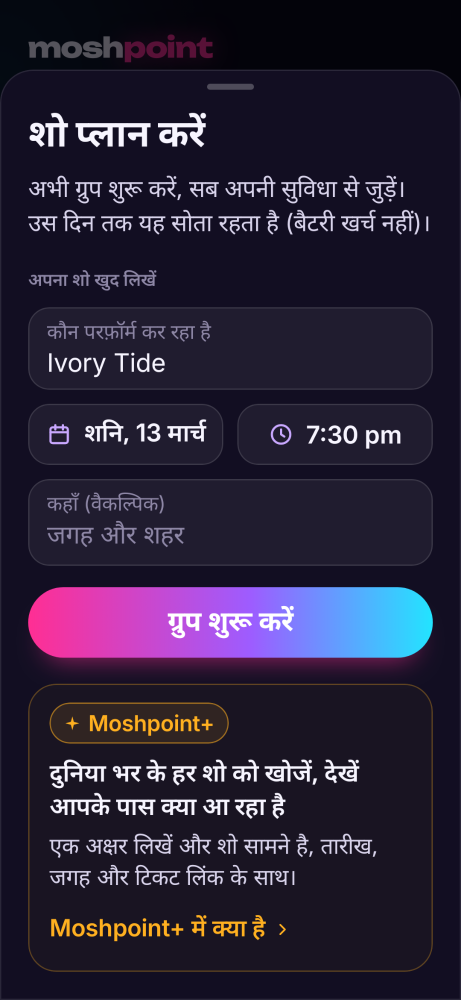 moshpoint
शो प्लान करें
अभी ग्रुप शुरू करें, सब अपनी सुविधा से जुड़ें।
उस दिन तक यह सोता रहता है (बैटरी खर्च नहीं)।
अपना शो खुद लिखें
कौन परफ़ॉर्म कर रहा है
Ivory Tide
शनि, 13 मार्च
7:30 pm
कहाँ (वैकल्पिक)
जगह और शहर
ग्रुप शुरू करें
Moshpoint+
दुनिया भर के हर शो को खोजें, देखें
आपके पास क्या आ रहा है
एक अक्षर लिखें और शो सामने है, तारीख,
जगह और टिकट लिंक के साथ।
Moshpoint+ में क्या है ›